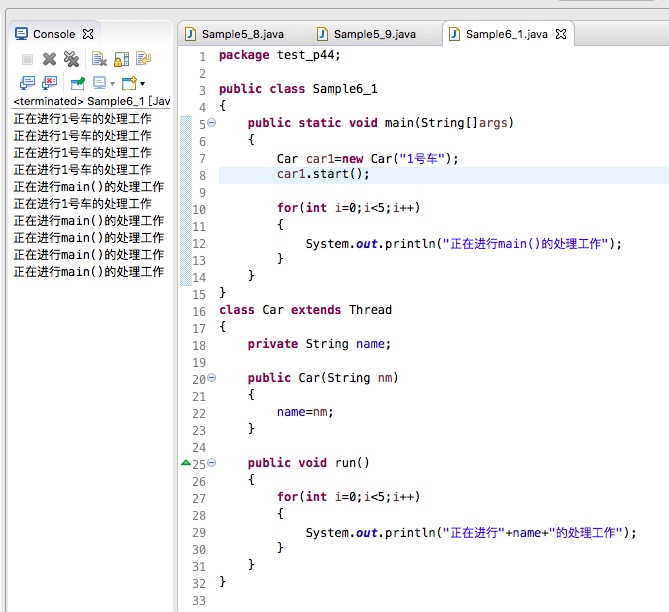 Console
<terminated> Sample6_1 [Jav
正在进行1号车的处理工作
正在进行1号车的处理工作
正在进行1号车的处理工作
正在进行1号车的处理工作
正在进行main()的处理工作
正在进行1号车的处理工作
正在进行main()的处理工作
正在进行main()的处理工作
正在进行main()的处理工作
正在进行main()的处理工作
Sample5_8.java Sample5_9.java Sample6_1.java
1 package test_p44;
2
3 public class Sample6_1
4 {
5 public static void main(String[]args)
6 {
7 Car car1=new Car("1号车");
8 car1.start();
9
10 for(int i=0;i<5;i++)
11 {
12 System.out.println("正在进行main()的处理工作");
13 }
14 }
15 }
16 class Car extends Thread
17 {
18 private String name;
19
20 public Car(String nm)
21 {
22 name=nm;
23 }
24
25 public void run()
26 {
27 for(int i=0;i<5;i++)
28 {
29 System.out.println("正在进行"+name+"的处理工作");
30 }
31 }
32 }
33